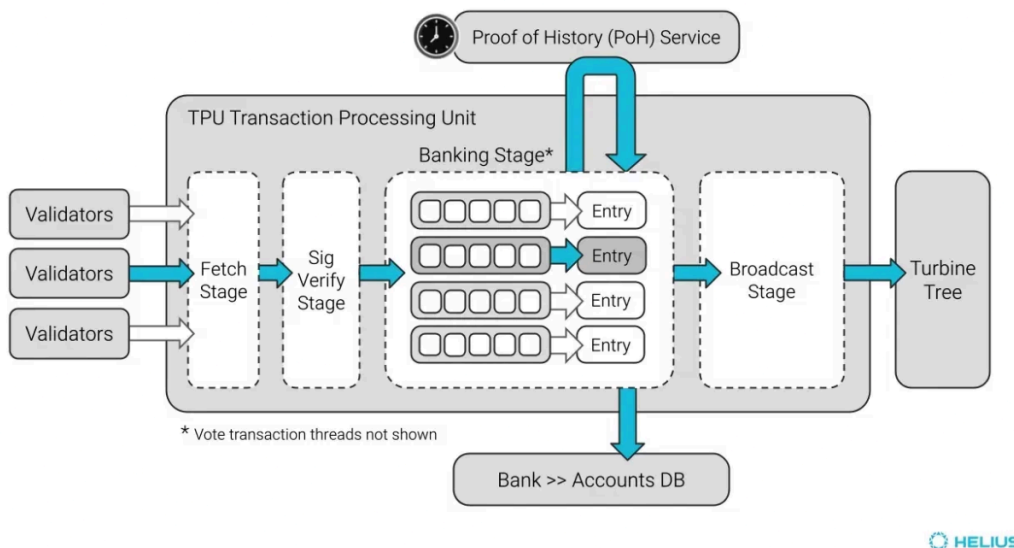 Proof of History (PoH) Service
TPU Transaction Processing Unit
Banking Stage*
Validators
Validators
Validators
Fetch
Stage
Sig
Verify
Stage
Entry
Entry
Entry
Entry
Broadcast
Stage
Turbine
Tree
* Vote transaction threads not shown
Bank >> Accounts DB
HELIUS